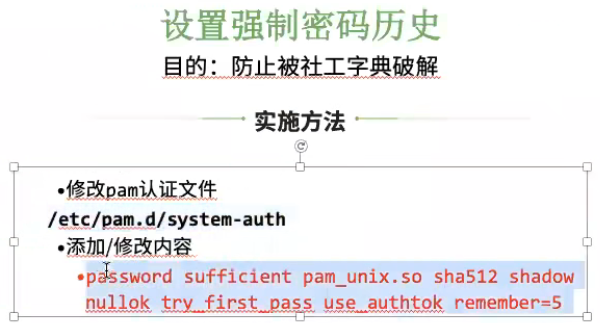 设置强制密码历史
目的：防止被社工字典破解
实施方法
•修改pam认证文件
/etc/pam.d/system-auth
•添加/修改内容
•password sufficient pam_unix.so sha512 shadow
nullok try_first_pass use_authtok remember=5